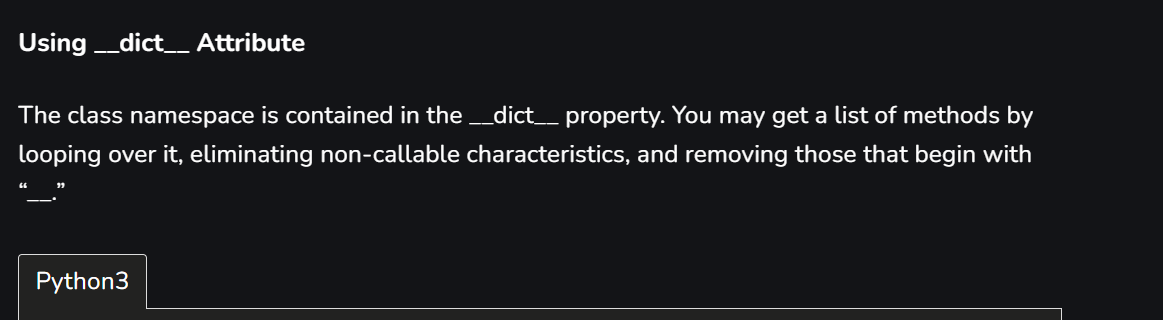 Using __dict__ Attribute
The class namespace is contained in the __dict__ property. You may get a list of methods by
looping over it, eliminating non-callable characteristics, and removing those that begin with
“__.”
Python3